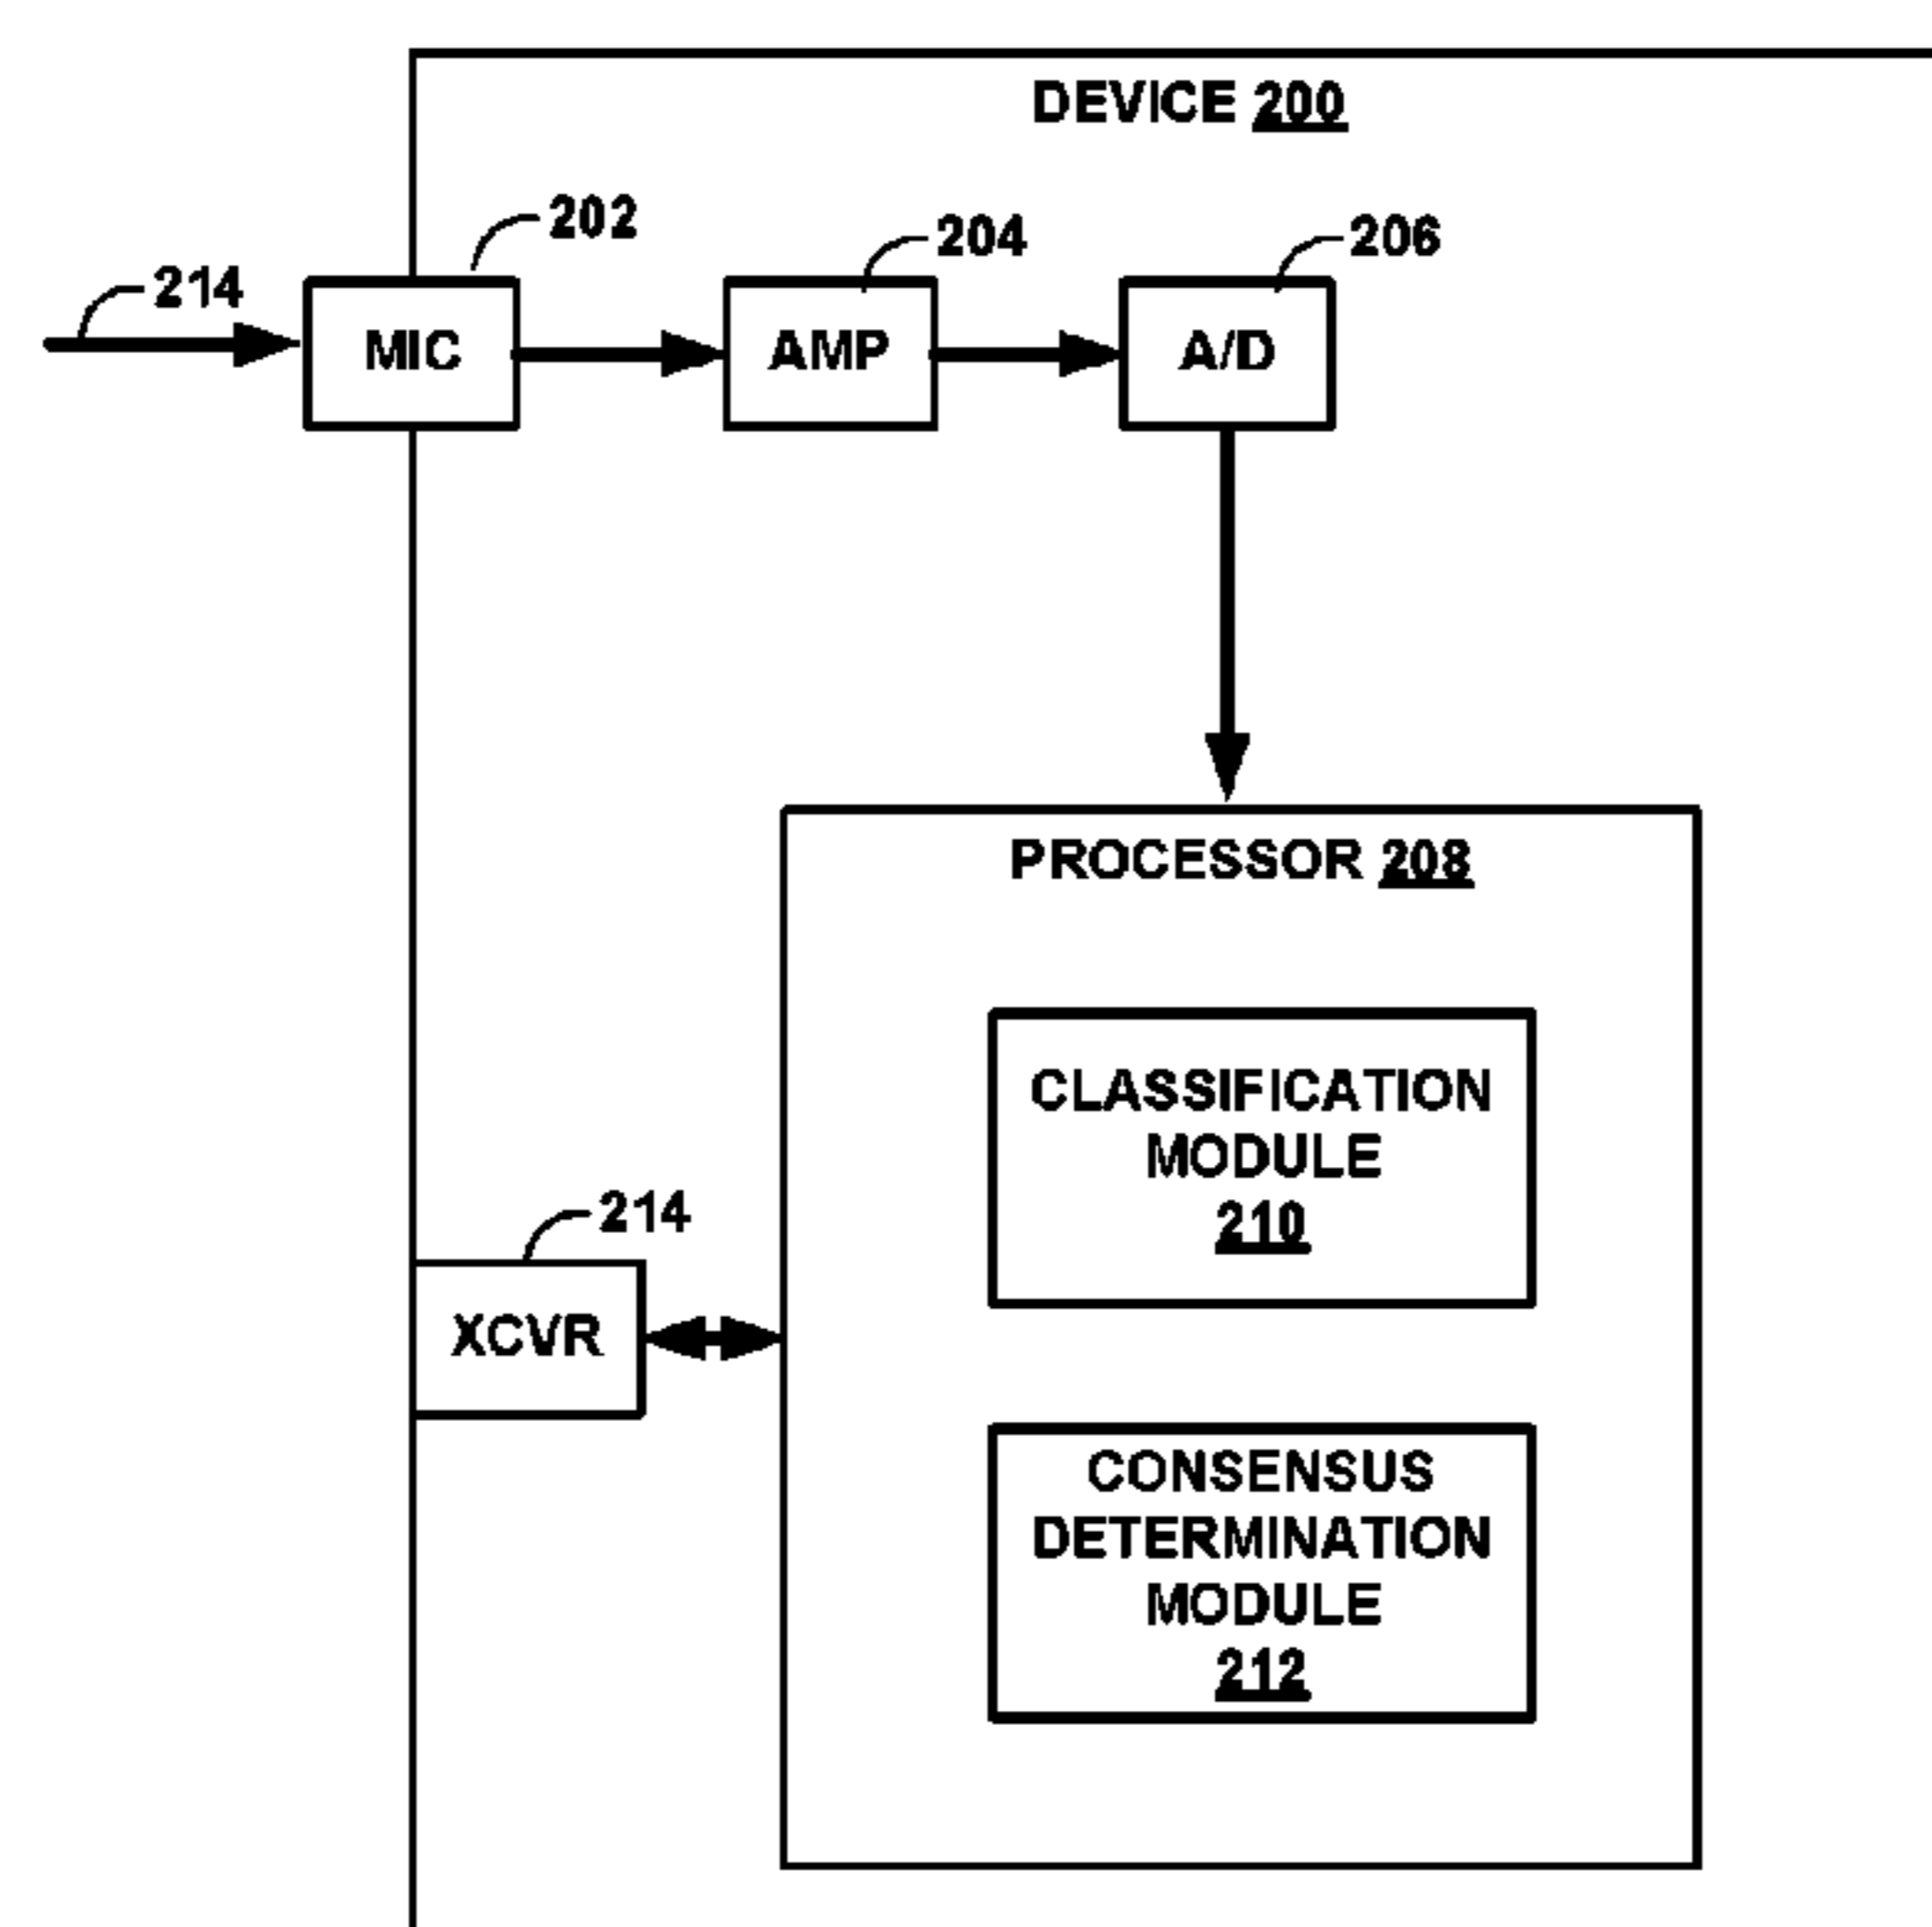 DEVICE 200
202
204
206
214
MIC
AMP
A/D
PROCESSOR 208
CLASSIFICATION
MODULE
210
214
XCVR
CONSENSUS
DETERMINATION
MODULE
212